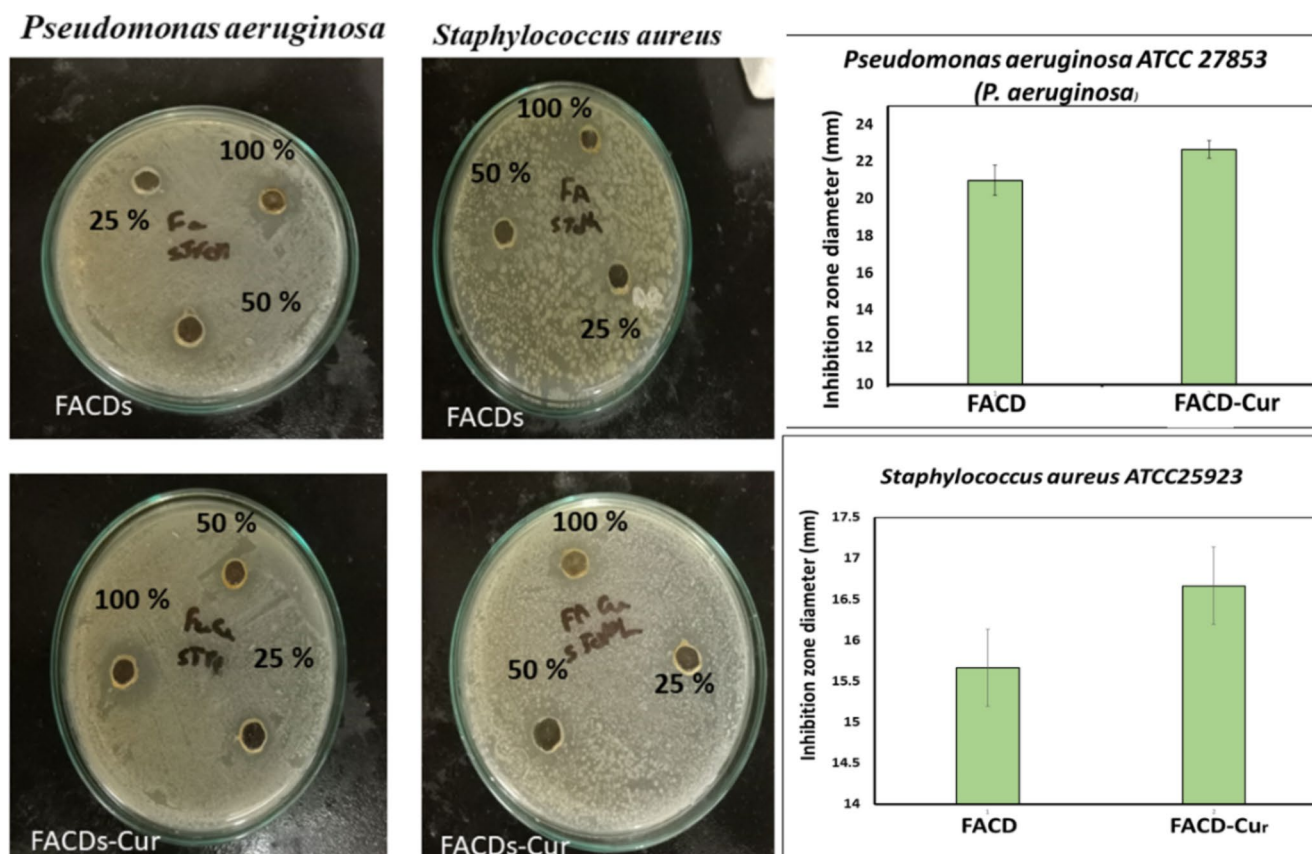 Pseudomonas aeruginosa
100 %
25 %
50 %
FACDs
Staphylococcus aureus
100 %
50 %
FA
25 %
FACDs
50 %
100 %
25 %
FACDs-Cur
100 %
FA Cu
50 %
25 %
FACDs-Cur
Pseudomonas aeruginosa ATCC 27853
(P. aeruginosa)
Inhibition zone diameter (mm)
24
22
20
18
16
14
12
10
FACD
FACD-Cur
Staphylococcus aureus ATCC25923
Inhibition zone diameter (mm)
17.5
17
16.5
16
15.5
15
14.5
14
FACD
FACD-Cur